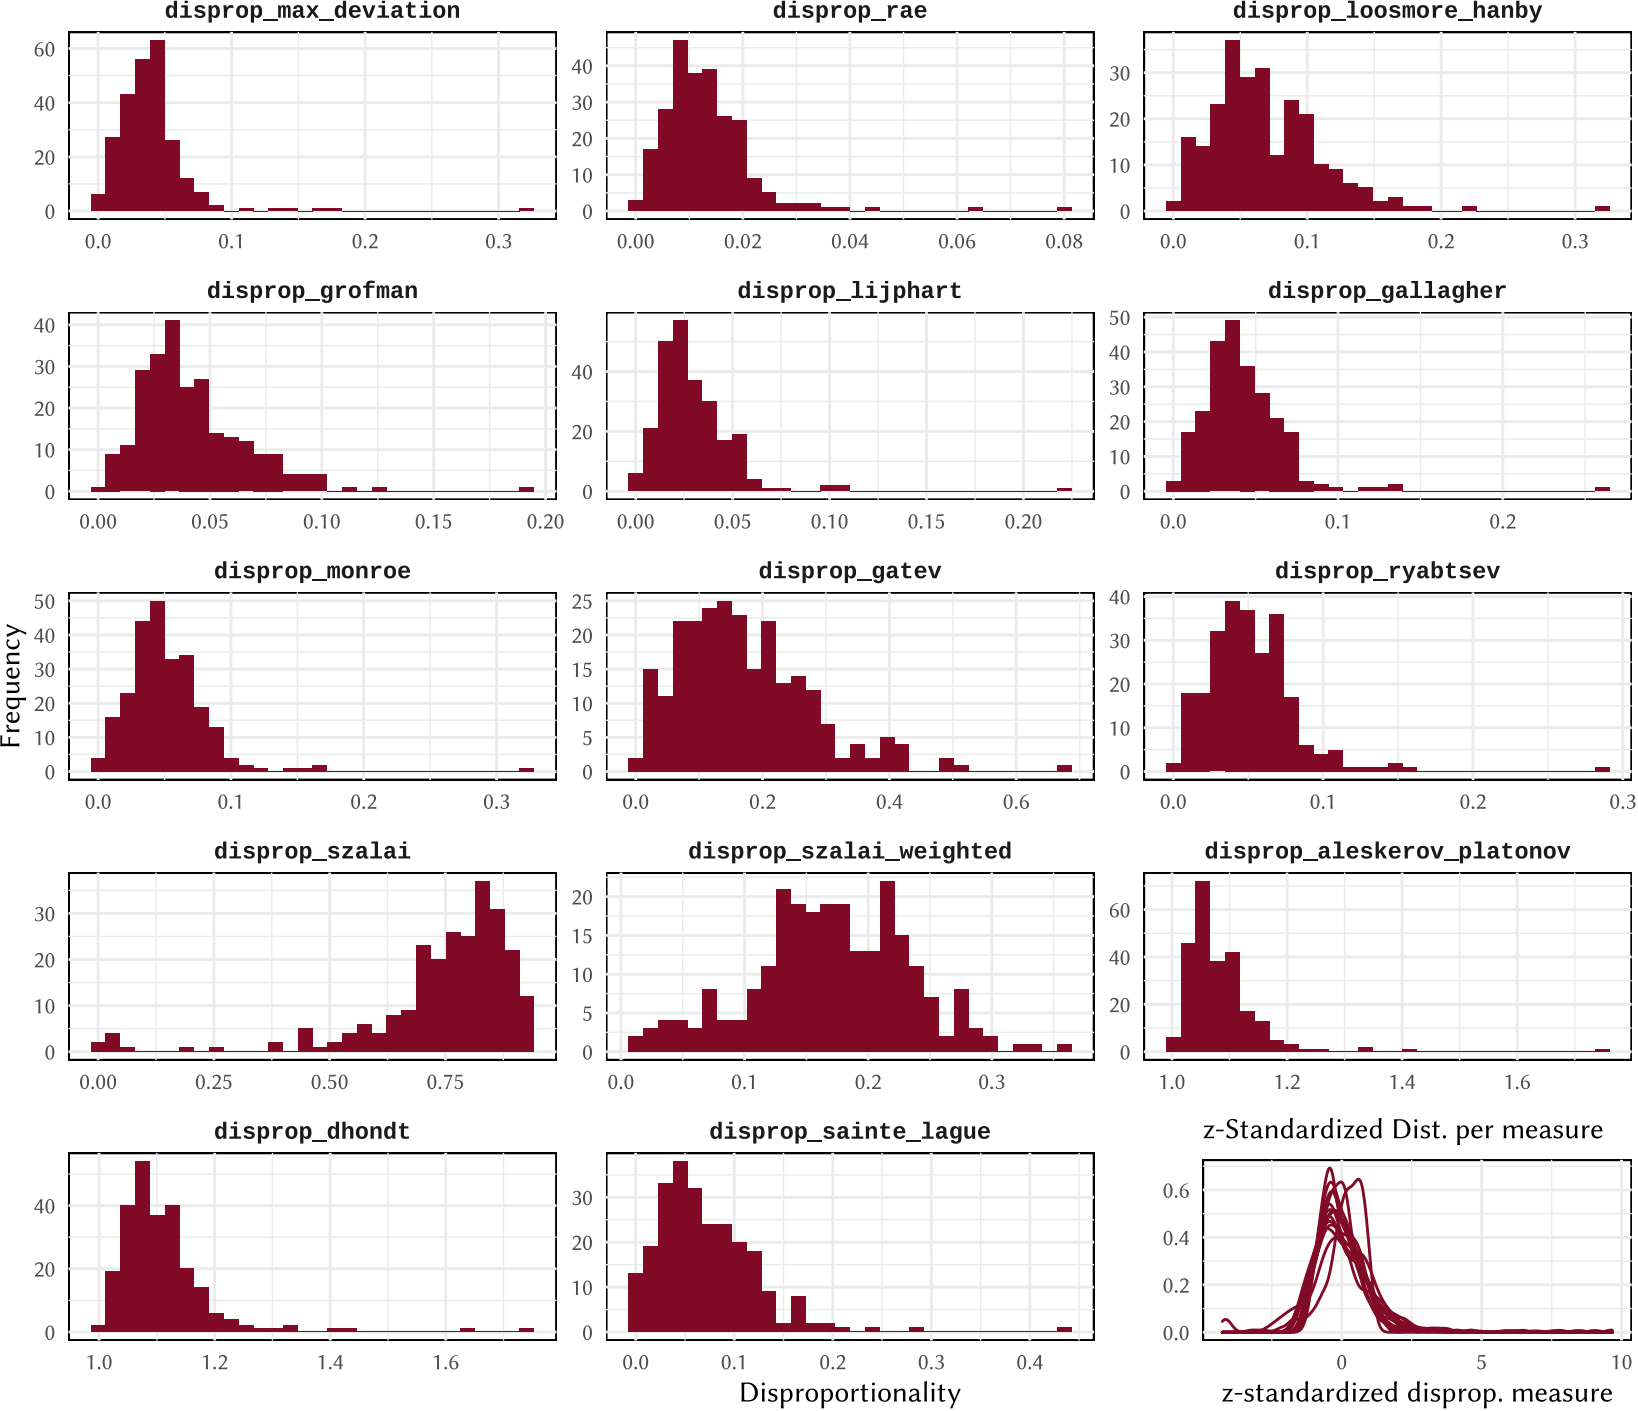 disprop_max_deviation
60
40
20
0
0.0 0.1 0.2 0.3
disprop_rae
40
30
20
10
0
0.00 0.02 0.04 0.06 0.08
disprop_loosmore_hanby
30
20
10
0
0.0 0.1 0.2 0.3
disprop_grofman
40
30
20
10
0
0.00 0.05 0.10 0.15 0.20
disprop_lijphart
40
20
0
0.00 0.05 0.10 0.15 0.20
disprop_gallagher
50
40
30
20
10
0
0.0 0.1 0.2
Frequency
disprop_monroe
50
40
30
20
10
0
0.0 0.1 0.2 0.3
disprop_gatev
25
20
15
10
5
0
0.0 0.2 0.4 0.6
disprop_ryabtsev
40
30
20
10
0
0.0 0.1 0.2 0.3
disprop_szalai
30
20
10
0
0.00 0.25 0.50 0.75
disprop_szalai_weighted
20
15
10
5
0
0.0 0.1 0.2 0.3
disprop_aleskerov_platonov
60
40
20
0
1.0 1.2 1.4 1.6
disprop_dhondt
40
20
0
1.0 1.2 1.4 1.6
disprop_sainte_lague
30
20
10
0
0.0 0.1 0.2 0.3 0.4
Disproportionality
z-Standardized Dist. per measure
0.6
0.4
0.2
0.0
0 5 10
z-standardized disprop. measure